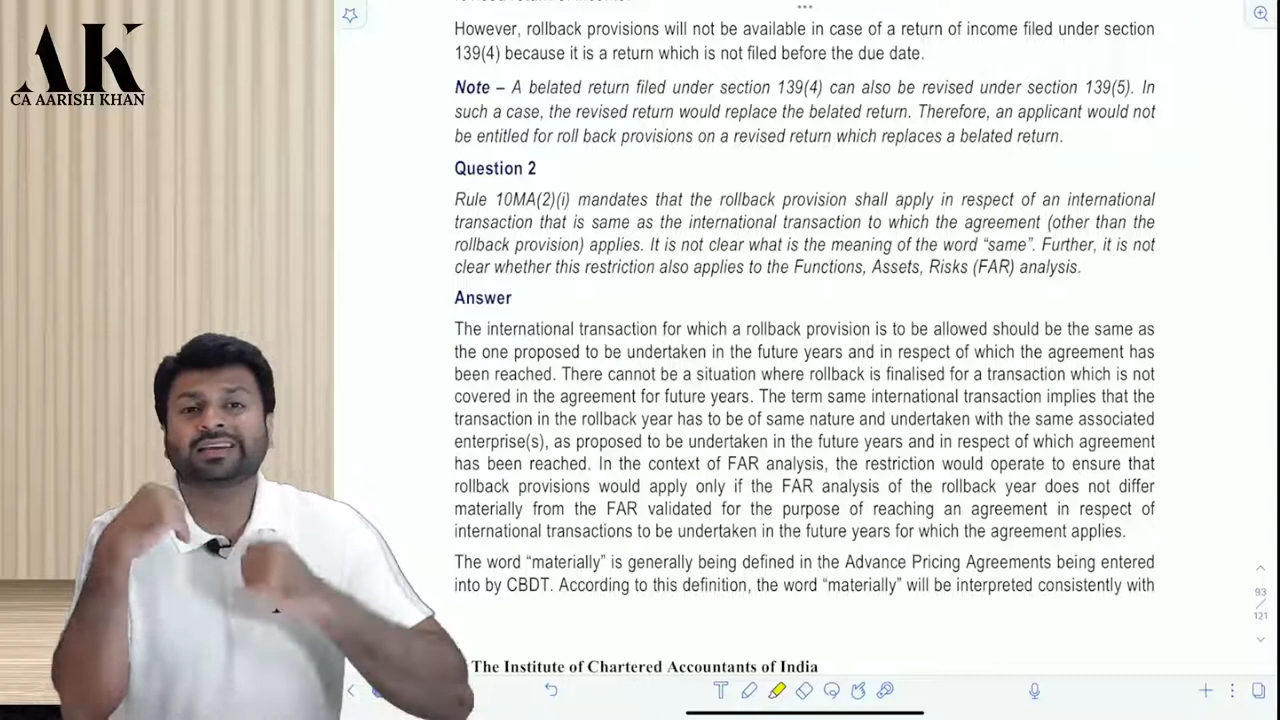 AK
CA AARISH KHAN
However, rollback provisions will not be available in case of a return of income filed under section
139(4) because it is a return which is not filed before the due date.
Note – A belated return filed under section 139(4) can also be revised under section 139(5). In
such a case, the revised return would replace the belated return. Therefore, an applicant would not
be entitled for roll back provisions on a revised return which replaces a belated return.
Question 2
Rule 10MA(2)(i) mandates that the rollback provision shall apply in respect of an international
transaction that is same as the international transaction to which the agreement (other than the
rollback provision) applies. It is not clear what is the meaning of the word “same”. Further, it is not
clear whether this restriction also applies to the Functions, Assets, Risks (FAR) analysis.
Answer
The international transaction for which a rollback provision is to be allowed should be the same as
the one proposed to be undertaken in the future years and in respect of which the agreement has
been reached. There cannot be a situation where rollback is finalised for a transaction which is not
covered in the agreement for future years. The term same international transaction implies that the
transaction in the rollback year has to be of same nature and undertaken with the same associated
enterprise(s), as proposed to be undertaken in the future years and in respect of which agreement
has been reached. In the context of FAR analysis, the restriction would operate to ensure that
rollback provisions would apply only if the FAR analysis of the rollback year does not differ
materially from the FAR validated for the purpose of reaching an agreement in respect of
international transactions to be undertaken in the future years for which the agreement applies.
The word “materially” is generally being defined in the Advance Pricing Agreements being entered
into by CBDT. According to this definition, the word “materially” will be interpreted consistently with
93
/
121
The Institute of Chartered Accountants of India
T